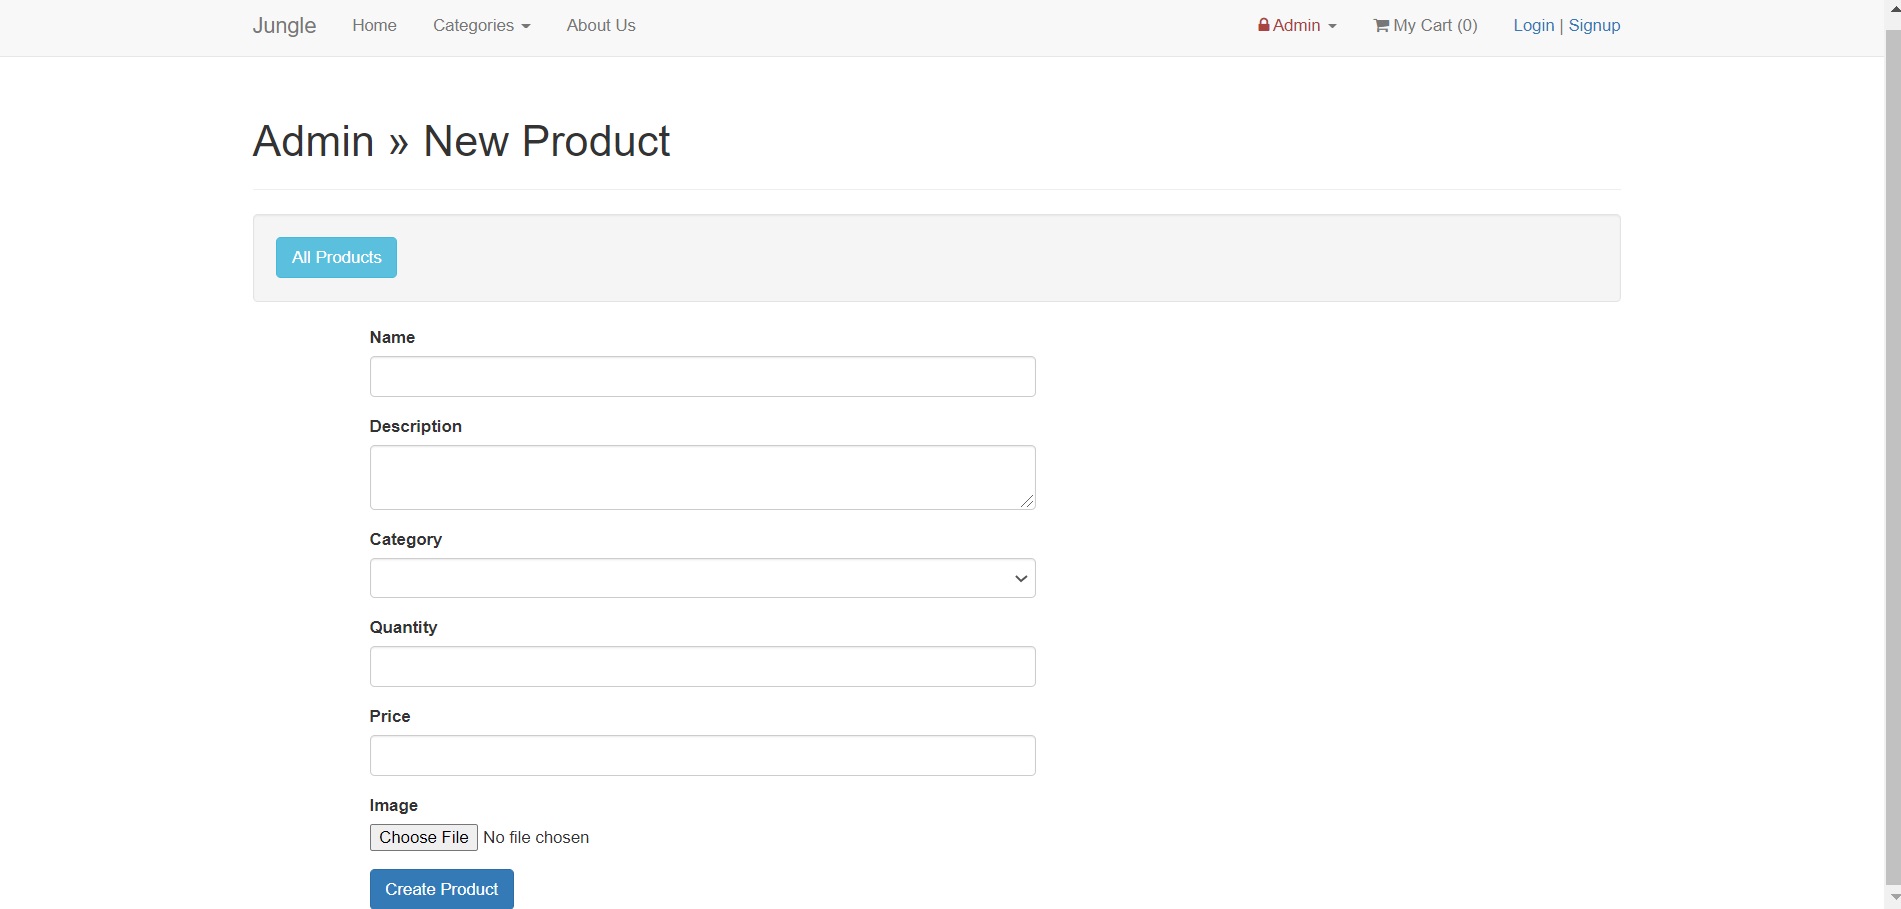 Jungle Home Categories About Us Admin My Cart (0) Login | Signup
Admin » New Product
All Products
Name
Description
Category
Quantity
Price
Image
Choose File No file chosen
Create Product